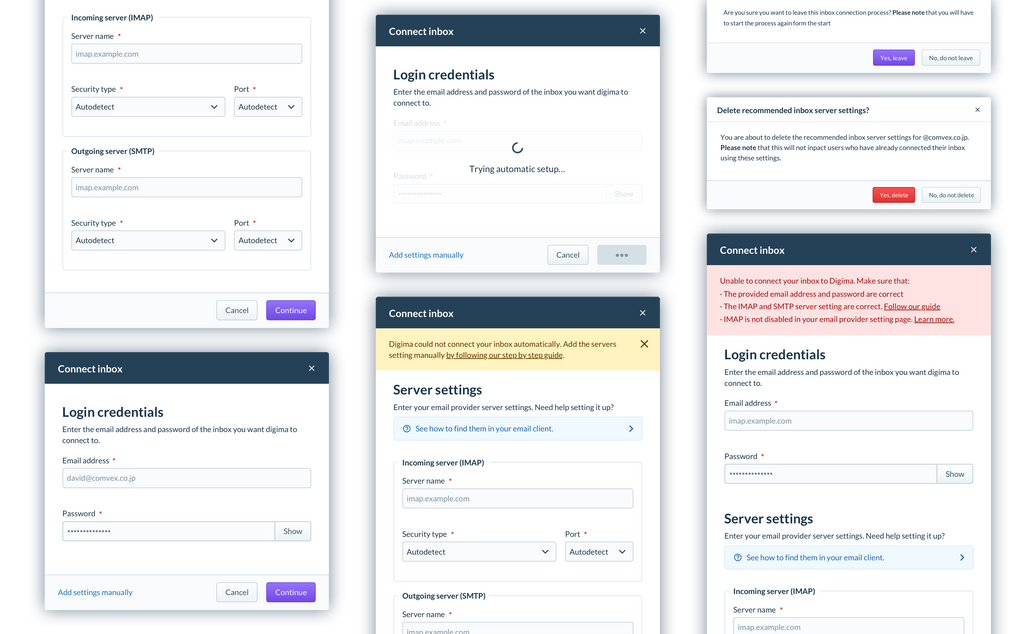 Incoming server (IMAP)
Server name *
imap.example.com
Security type *
Port *
Autodetect
Autodetect
Outgoing server (SMTP)
Server name *
imap.example.com
Security type *
Port *
Autodetect
Autodetect
Cancel
Continue
Connect inbox
Login credentials
Enter the email address and password of the inbox you want digima to
connect to.
Email address *
david@comvex.co.jp
Password *
Show
Add settings manually
Cancel
Continue
Connect inbox
Login credentials
Enter the email address and password of the inbox you want digima to
connect to.
Email address *
imap.example.com
Trying automatic setup...
Password *
Show
Add settings manually
Cancel
Connect inbox
Digima could not connect your inbox automatically. Add the servers
setting manually by following our step by step guide.
Server settings
Enter your email provider server settings. Need help setting it up?
See how to find them in your email client.
Incoming server (IMAP)
Server name *
imap.example.com
Security type *
Port *
Autodetect
Autodetect
Outgoing server (SMTP)
Server name *
imap.example.com
Are you sure you want to leave this inbox connection process? Please note that you will have
to start the process again form the start
Yes, leave
No, do not leave
Delete recommended inbox server settings?
You are about to delete the recommended inbox server settings for @comvex.co.jp.
Please note that this will not inpact users who have already connected their inbox
using these settings.
Yes, delete
No, do not delete
Connect inbox
Unable to connect your inbox to Digima. Make sure that:
- The provided email address and password are correct
- The IMAP and SMTP server setting are correct. Follow our guide
- IMAP is not disabled in your email provider setting page. Learn more.
Login credentials
Enter the email address and password of the inbox you want digima to
connect to.
Email address *
imap.example.com
Password *
Show
Server settings
Enter your email provider server settings. Need help setting it up?
See how to find them in your email client.
Incoming server (IMAP)
Server name *
imap.example.com